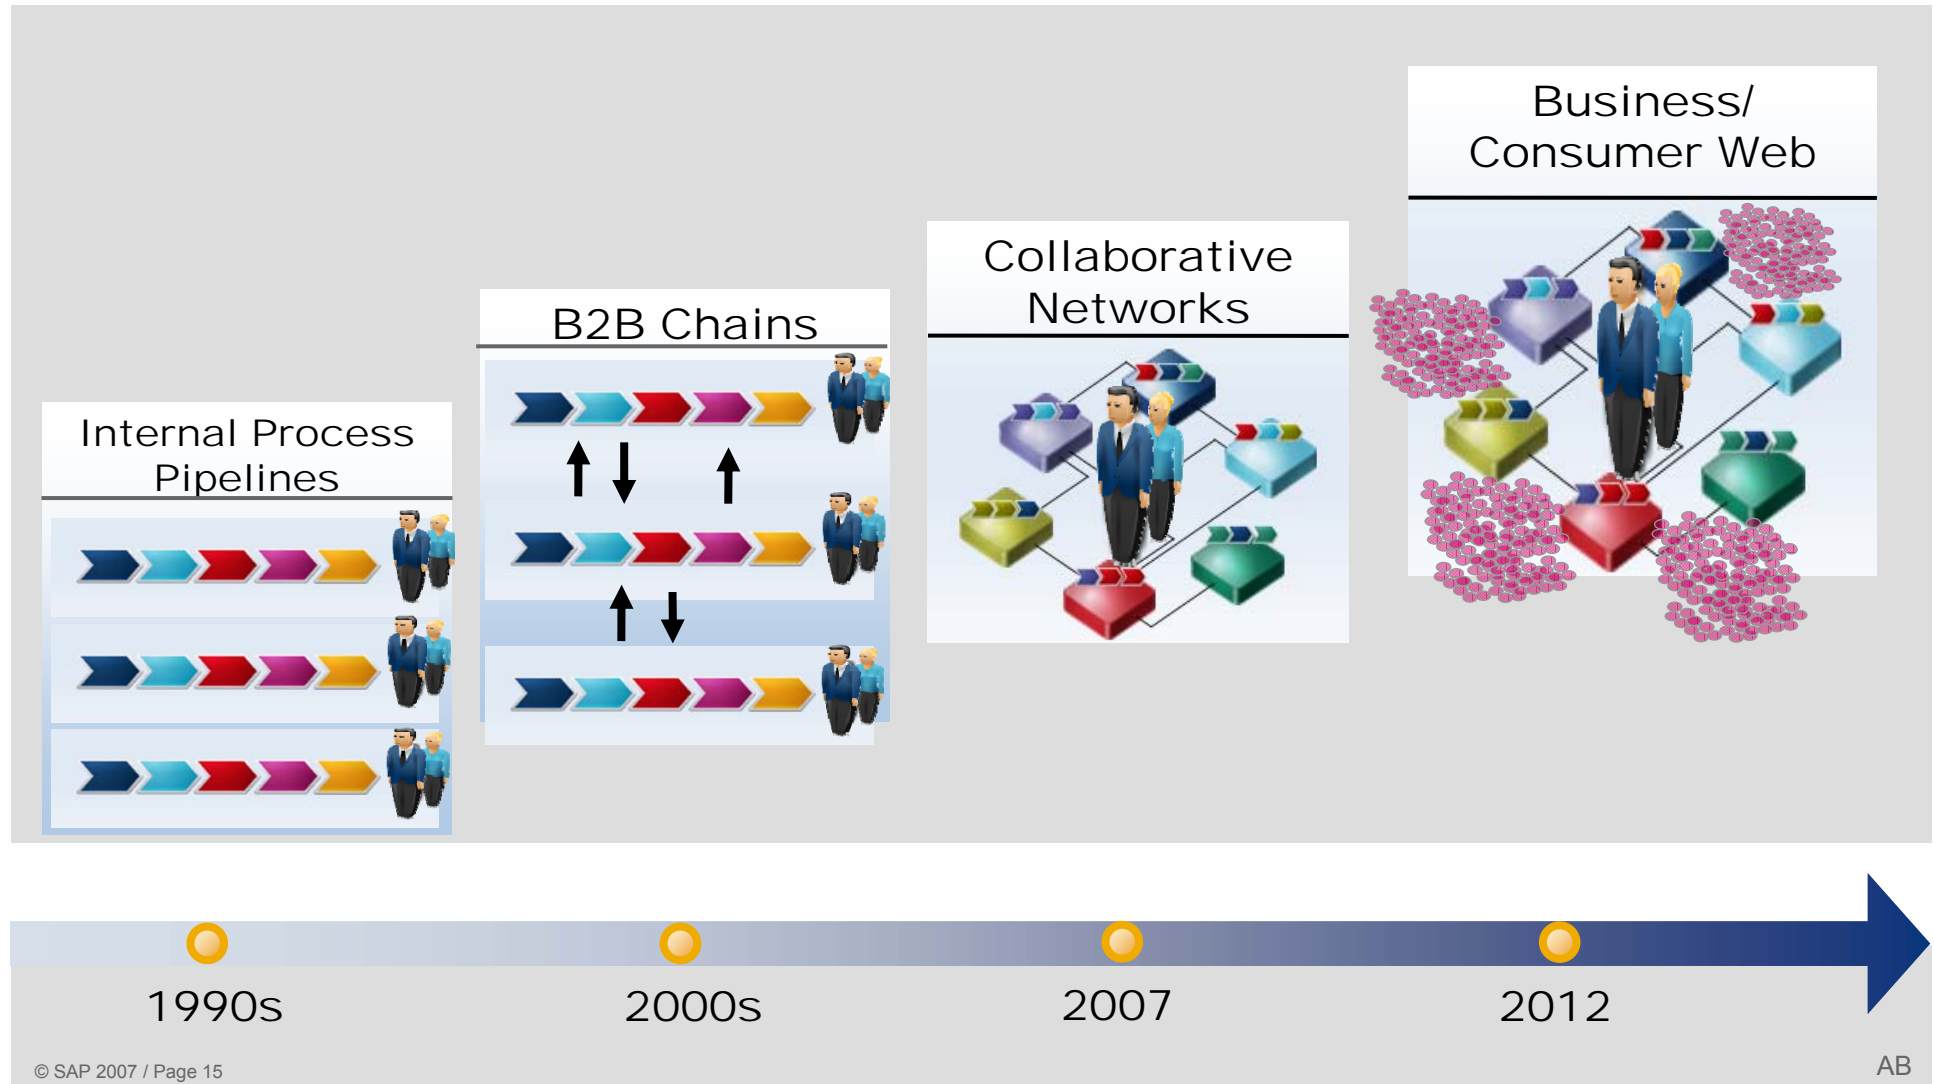 Business/
Consumer Web
Collaborative
Networks
B2B Chains
Internal Process
Pipelines
1990s
2000s
2007
2012
© SAP 2007 / Page 15
AB